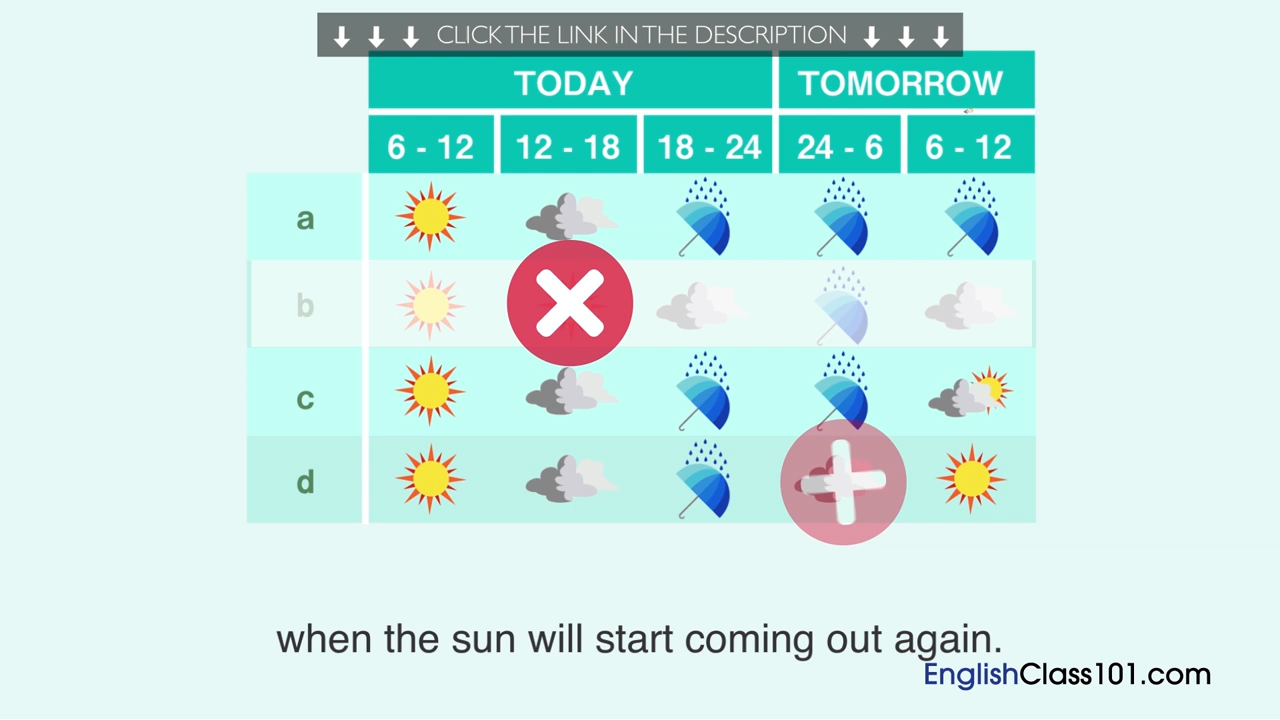 CLICK THE LINK IN THE DESCRIPTION
TODAY TOMORROW
6 - 12 12 - 18 18 - 24 24 - 6 6 - 12
a
b
c
d
when the sun will start coming out again.
EnglishClass101.com